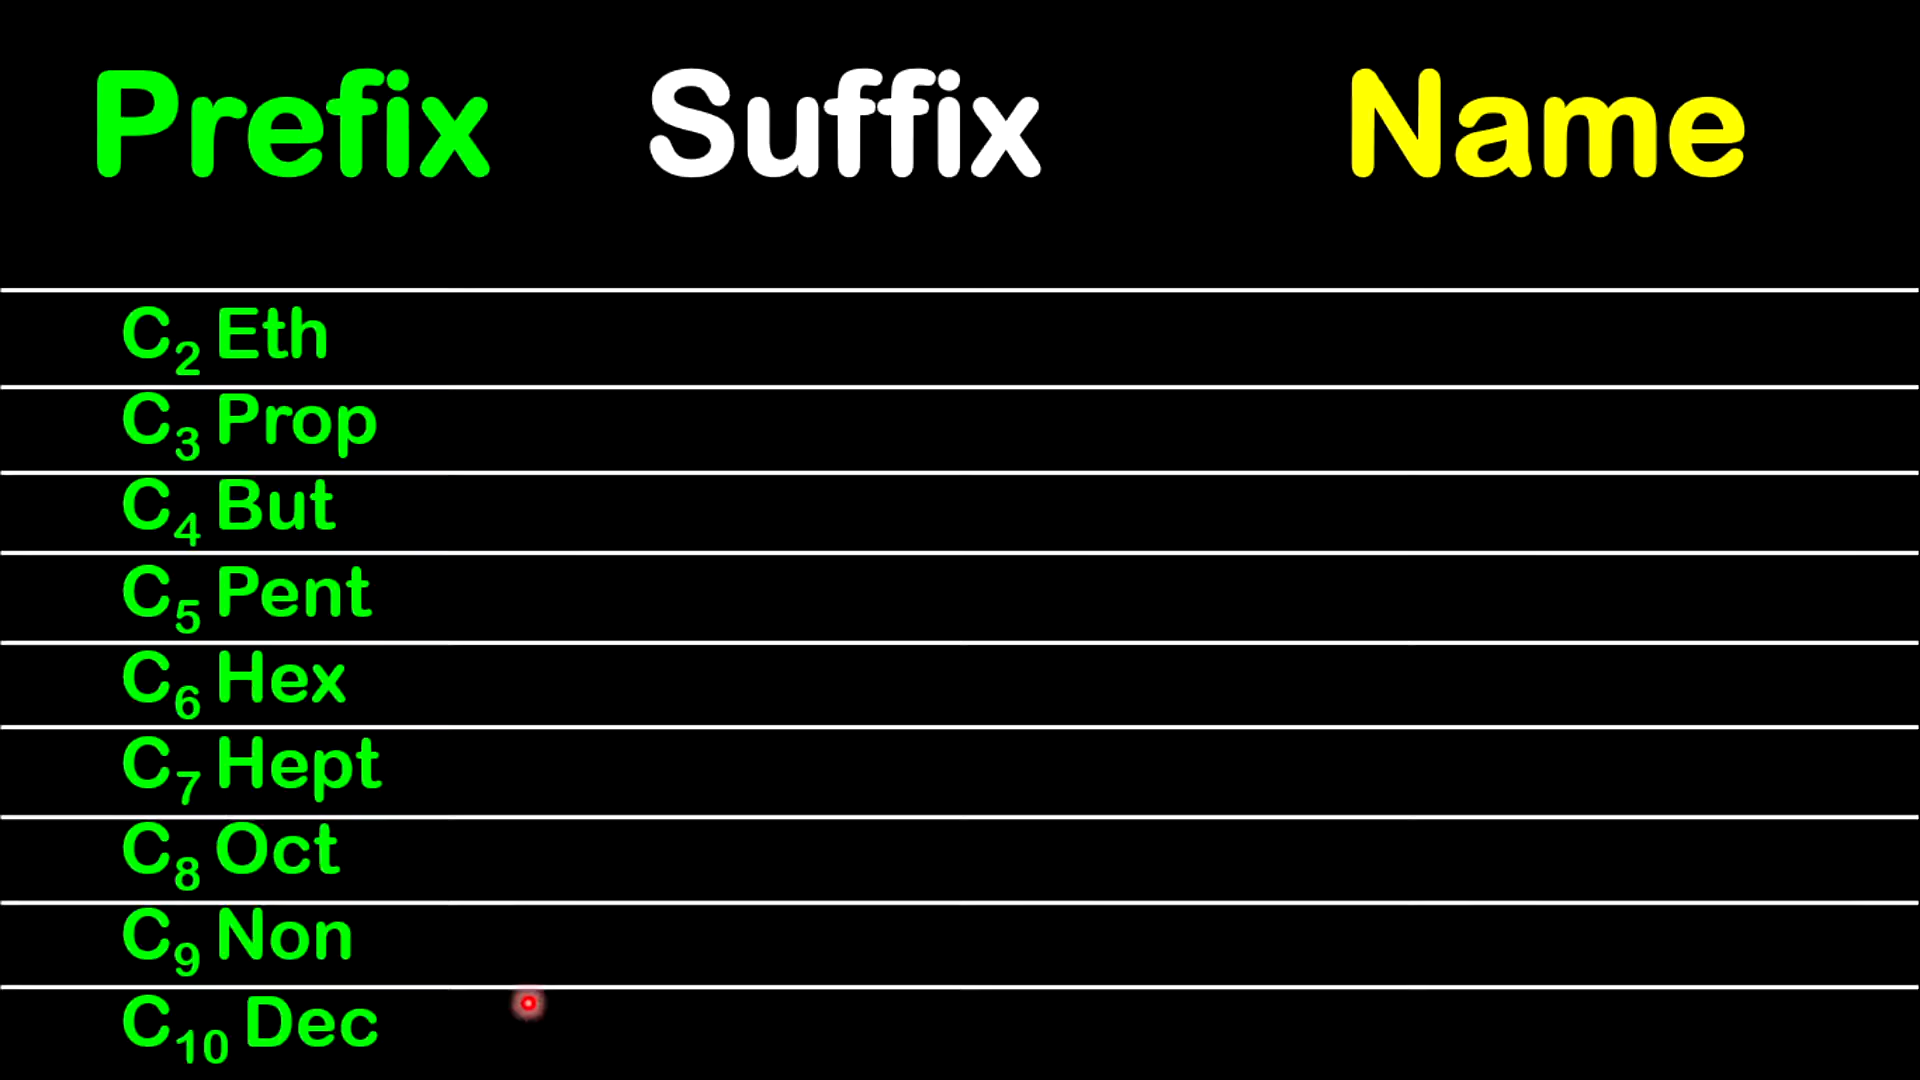 Prefix Suffix Name
C₂ Eth
C₃ Prop
C₄ But
C₅ Pent
C₆ Hex
C₇ Hept
C₈ Oct
C₉ Non
C₁₀ Dec